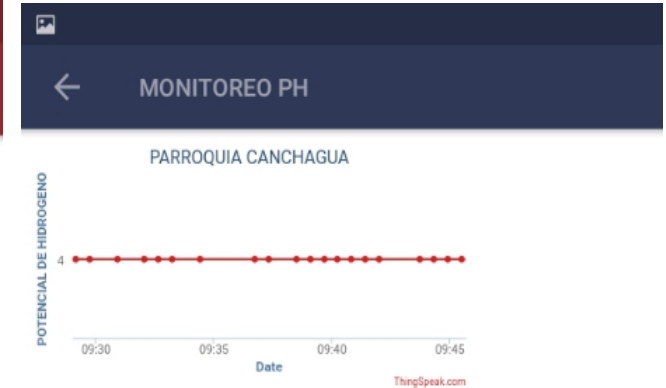 MONITOREO PH
PARROQUIA CANCHAGUA
POTENCIAL DE HIDROGENO
4
09:30 09:35 09:40 09:45
Date
ThingSpeak.com